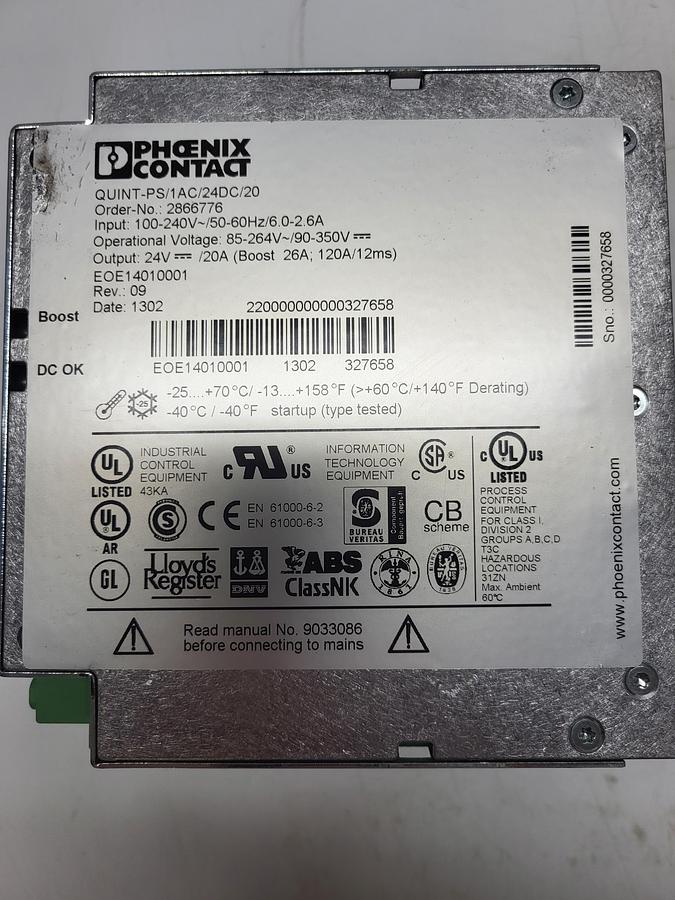 PHŒNIX
CONTACT
QUINT-PS/1AC/24DC/20
Order-No.: 2866776
Input: 100-240V~/50-60Hz/6.0-2.6A
Operational Voltage: 85-264V~/90-350V⎓
Output: 24V⎓ /20A (Boost 26A; 120A/12ms)
EOE14010001
Rev.: 09
Date: 1302
220000000000327658
EOE14010001 1302 327658
Boost
DC OK
Sno.: 0000327658
-25
-25....+70°C/ -13....+158°F (>+60°C/+140°F Derating)
-40°C / -40°F startup (type tested)
UL
LISTED
INDUSTRIAL
CONTROL
EQUIPMENT
43KA
c RU ® US
INFORMATION
TECHNOLOGY
EQUIPMENT
SA ®
C US
c UL US
LISTED
PROCESS
CONTROL
EQUIPMENT
FOR CLASS I,
DIVISION 2
GROUPS A,B,C,D
T3C
HAZARDOUS
LOCATIONS
31ZN
Max. Ambient
60°C
UL ®
AR
S
CE
EN 61000-6-2
EN 61000-6-3
BUREAU
VERITAS
CB
scheme
GL
Lloyd's
Register
DNV
ABS
ClassNK
RINA
1861
BUREAU VERITAS
1828
Read manual No. 9033086
before connecting to mains
www.phoenixcontact.com